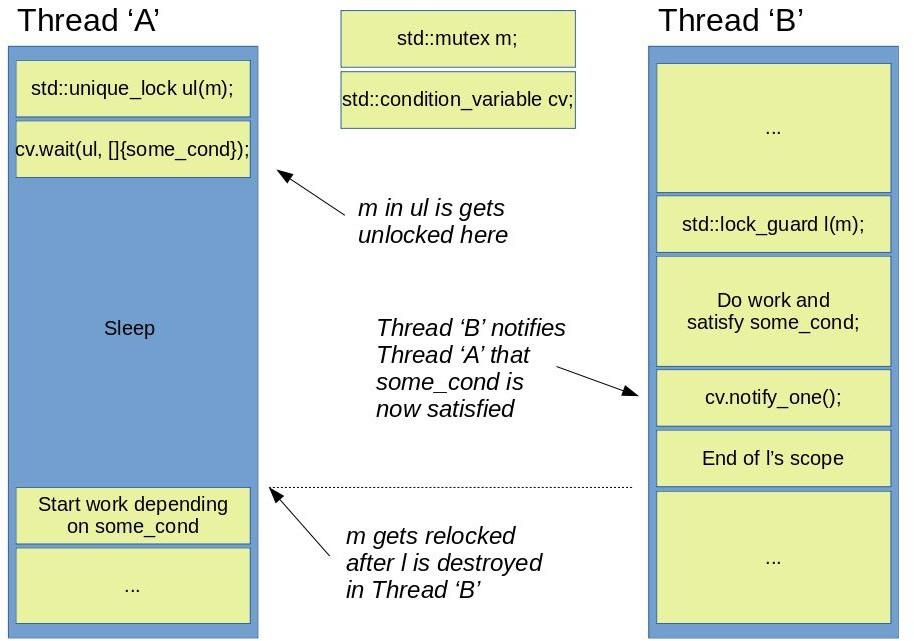 Thread ‘A’
std::unique_lock ul(m);
cv.wait(ul, []{some_cond});
Sleep
Start work depending
on some_cond
...
std::mutex m;
std::condition_variable cv;
m in ul is gets
unlocked here
Thread ‘B’ notifies
Thread ‘A’ that
some_cond is
now satisfied
m gets relocked
after l is destroyed
in Thread ‘B’
Thread ‘B’
...
std::lock_guard l(m);
Do work and
satisfy some_cond;
cv.notify_one();
End of l’s scope
...